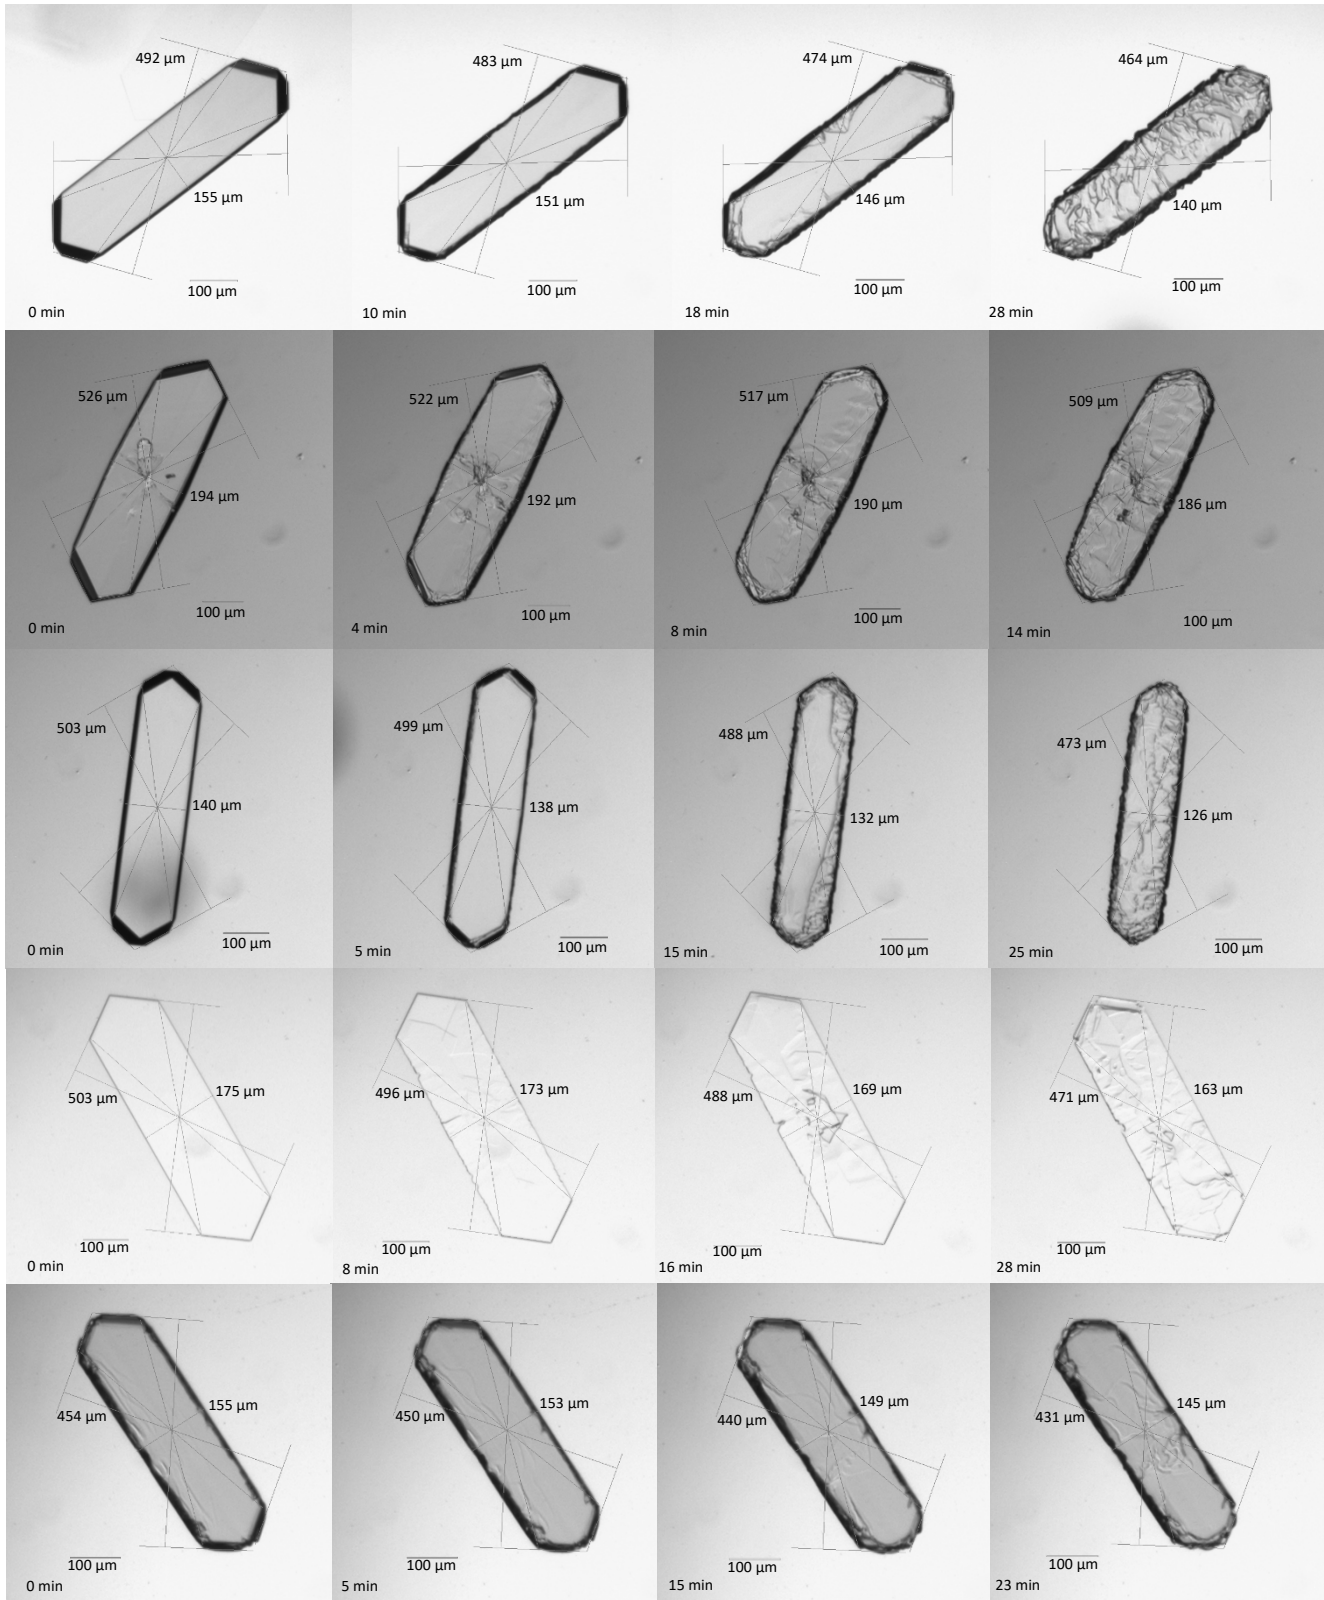 492 µm
155 µm
100 µm
0 min
483 µm
151 µm
100 µm
10 min
474 µm
146 µm
100 µm
18 min
464 µm
140 µm
100 µm
28 min
526 µm
194 µm
100 µm
0 min
522 µm
192 µm
100 µm
4 min
517 µm
190 µm
100 µm
8 min
509 µm
186 µm
100 µm
14 min
503 µm
140 µm
100 µm
0 min
499 µm
138 µm
100 µm
5 min
488 µm
132 µm
100 µm
15 min
473 µm
126 µm
100 µm
25 min
503 µm
175 µm
100 µm
0 min
496 µm
173 µm
100 µm
8 min
488 µm
169 µm
100 µm
16 min
471 µm
163 µm
100 µm
28 min
454 µm
155 µm
100 µm
0 min
450 µm
153 µm
100 µm
5 min
440 µm
149 µm
100 µm
15 min
431 µm
145 µm
100 µm
23 min